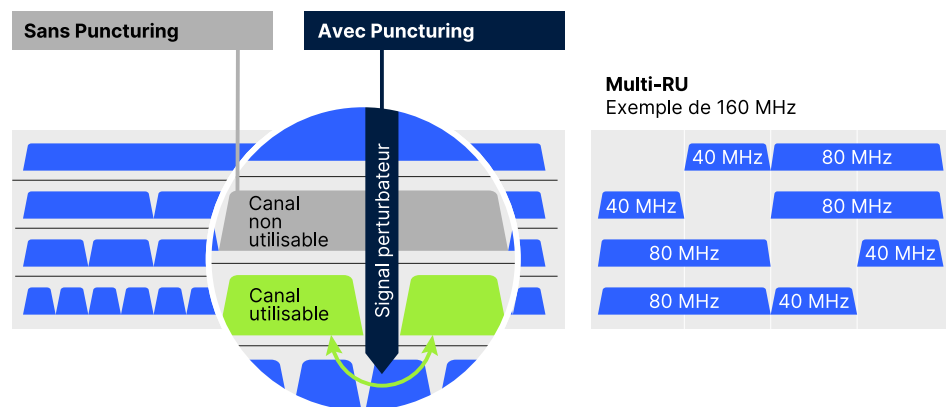 Sans Puncturing
Avec Puncturing
Multi-RU
Exemple de 160 MHz
Canal
non
utilisable
Canal
utilisable
Signal perturbateur
40 MHz
80 MHz
40 MHz
80 MHz
80 MHz
40 MHz
80 MHz
40 MHz